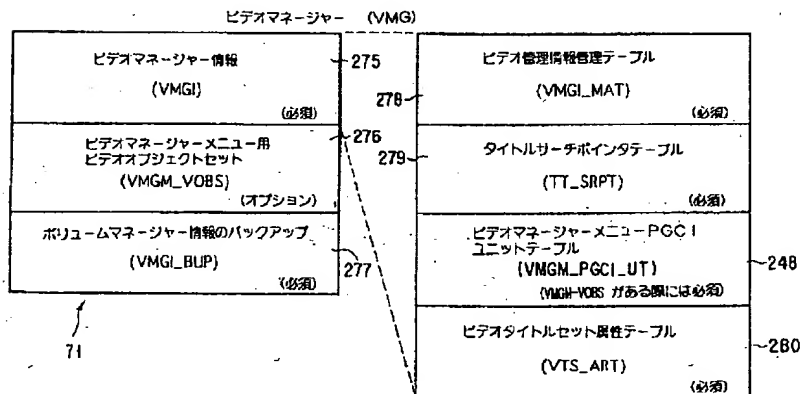 ビデオマネージャー (VMG)
ビデオマネージャー情報
(VMGI)
(必須)
275
ビデオマネージャーメニュー用
ビデオオブジェクトセット
(VMGM_VOBS)
(オプション)
276
ボリュームマネージャー情報のバックアップ
(VMGI_BUP)
(必須)
277
71
ビデオ管理情報管理テーブル
(VMGI_MAT)
(必須)
278
タイトルサーチポインタテーブル
(TT_SRPT)
(必須)
279
ビデオマネージャーメニューPGCI
ユニットテーブル
(VMGM_PGCI_UT)
(VMGM-VOBS がある際には必須)
248
ビデオタイトルセット属性テーブル
(VTS_ART)
(必須)
280